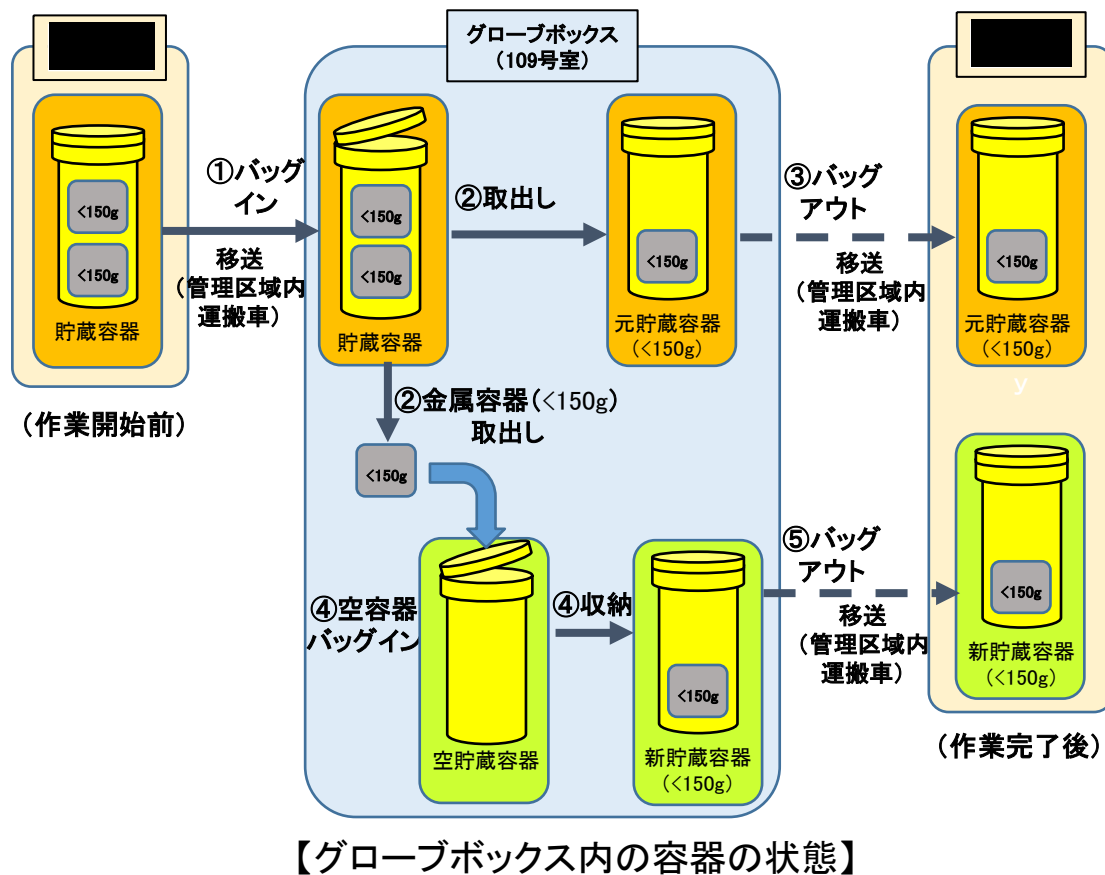 グローブボックス
(109号室)
<150g
<150g
貯蔵容器
(作業開始前)
①バッグ
イン
移送
(管理区域内
運搬車)
<150g
<150g
貯蔵容器
②取出し
<150g
元貯蔵容器
(<150g)
③バッグ
アウト
移送
(管理区域内
運搬車)
<150g
元貯蔵容器
(<150g)
y
②金属容器(<150g)
取出し
<150g
④空容器
バッグイン
空貯蔵容器
④収納
<150g
新貯蔵容器
(<150g)
⑤バッグ
アウト
移送
(管理区域内
運搬車)
<150g
新貯蔵容器
(<150g)
(作業完了後)
【グローブボックス内の容器の状態】